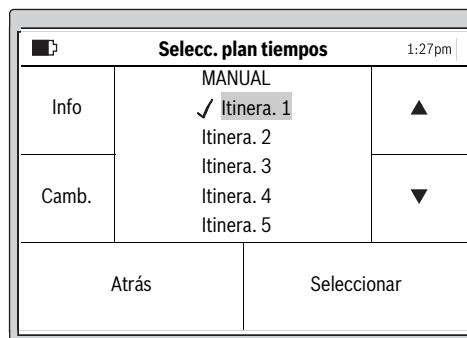 Selecc. plan tiempos 1:27pm
MANUAL
Info
Itinera. 1
Itinera. 2
Itinera. 3
Camb.
Itinera. 4
Itinera. 5
Atrás
Seleccionar